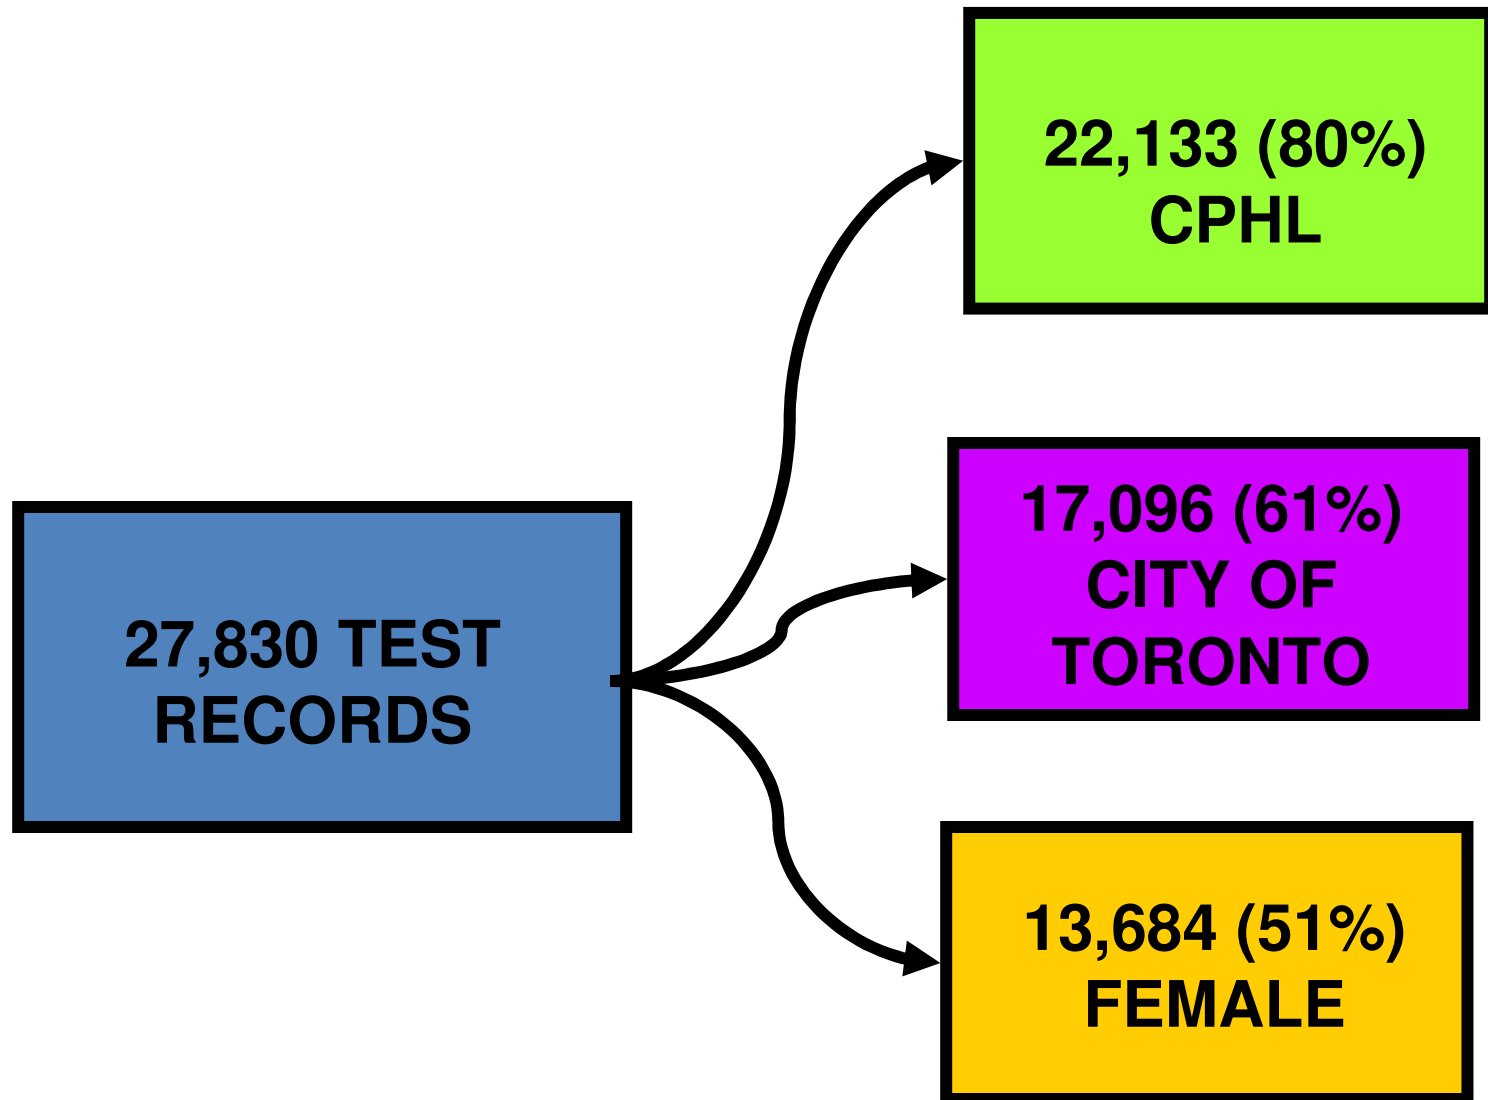 22,133 (80%)
CPHL
17,096 (61%)
CITY OF
TORONTO
27,830 TEST
RECORDS
13,684 (51%)
FEMALE